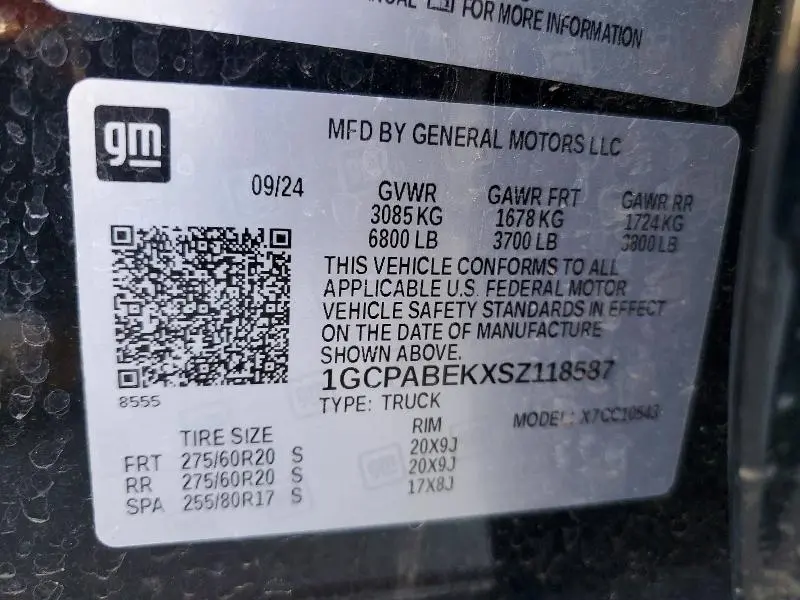 FOR MORE INFORMATION
gm
MFD BY GENERAL MOTORS LLC
09/24 GVWR GAWR FRT GAWR RR
3085 KG 1678 KG 1724 KG
6800 LB 3700 LB 3800 LB
THIS VEHICLE CONFORMS TO ALL
APPLICABLE U.S. FEDERAL MOTOR
VEHICLE SAFETY STANDARDS IN EFFECT
ON THE DATE OF MANUFACTURE
SHOWN ABOVE.
1GCPABEKXSZ118587
8555
TYPE: TRUCK
MODEL: X7CC10543
TIRE SIZE RIM
FRT 275/60R20 S 20X9J
RR 275/60R20 S 20X9J
SPA 255/80R17 S 17X8J